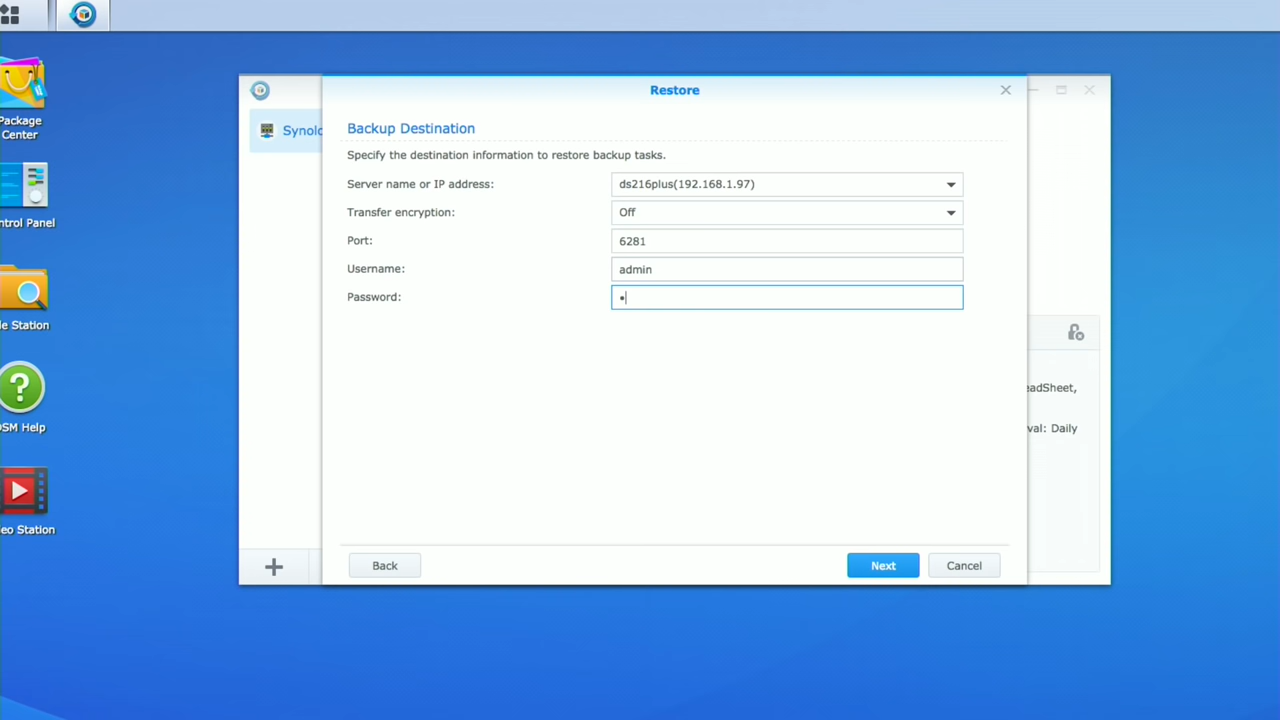 Package
Center
ntrol Panel
le Station
DSM Help
eo Station
Restore
Synolo
Backup Destination
Specify the destination information to restore backup tasks.
Server name or IP address: ds216plus(192.168.1.97)
Transfer encryption: Off
Port: 6281
Username: admin
Password: •
eadSheet,
val: Daily
Back
Next
Cancel